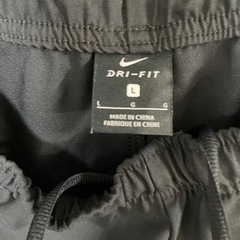 DRI-FIT
L
L G G
MADE IN CHINA
FABRIQUÉ EN CHINE